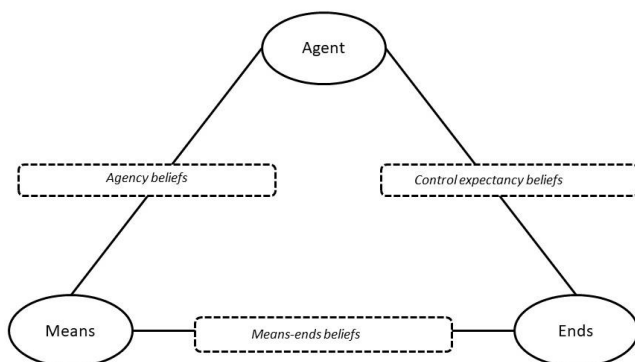 Agent
Agency beliefs
Control expectancy beliefs
Means
Means-ends beliefs
Ends